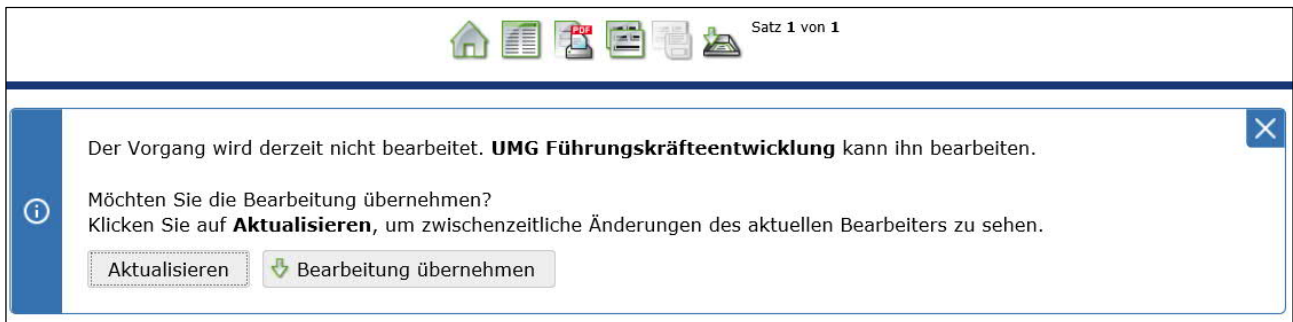 PDF
Satz 1 von 1
Der Vorgang wird derzeit nicht bearbeitet. UMG Führungskräfteentwicklung kann ihn bearbeiten.
Möchten Sie die Bearbeitung übernehmen?
Klicken Sie auf Aktualisieren, um zwischenzeitliche Änderungen des aktuellen Bearbeiters zu sehen.
Aktualisieren
Bearbeitung übernehmen